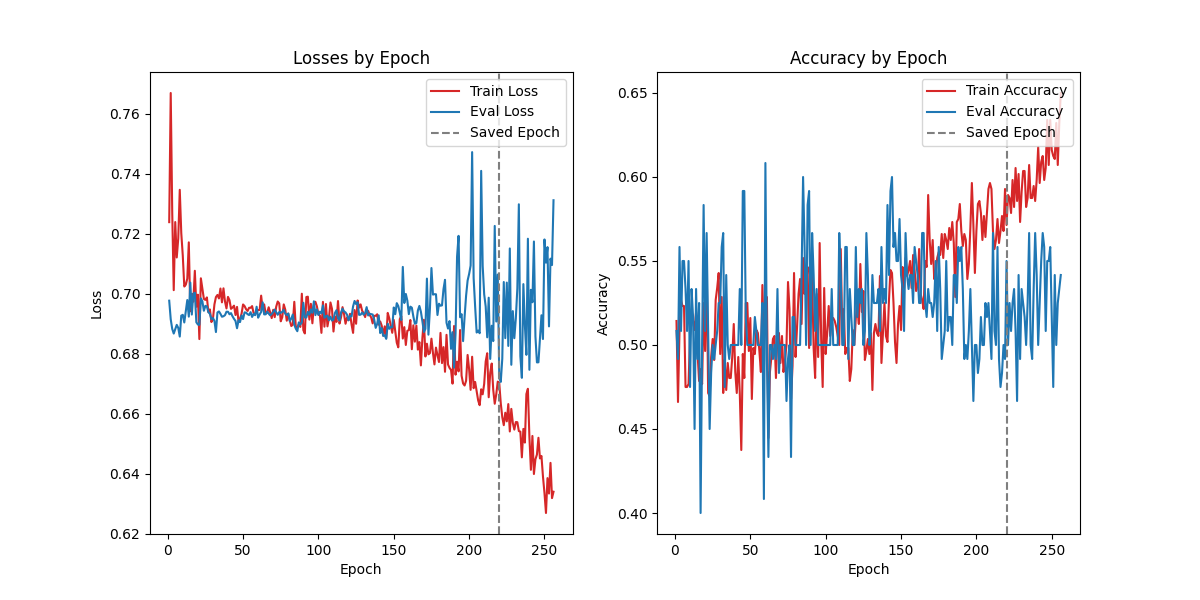 Losses by Epoch
Loss
0.76
0.74
0.72
0.70
0.68
0.66
0.64
0.62
0
50
100
150
200
250
Epoch
Train Loss
Eval Loss
Saved Epoch
Accuracy by Epoch
Accuracy
0.65
0.60
0.55
0.50
0.45
0.40
0
50
100
150
200
250
Epoch
Train Accuracy
Eval Accuracy
Saved Epoch